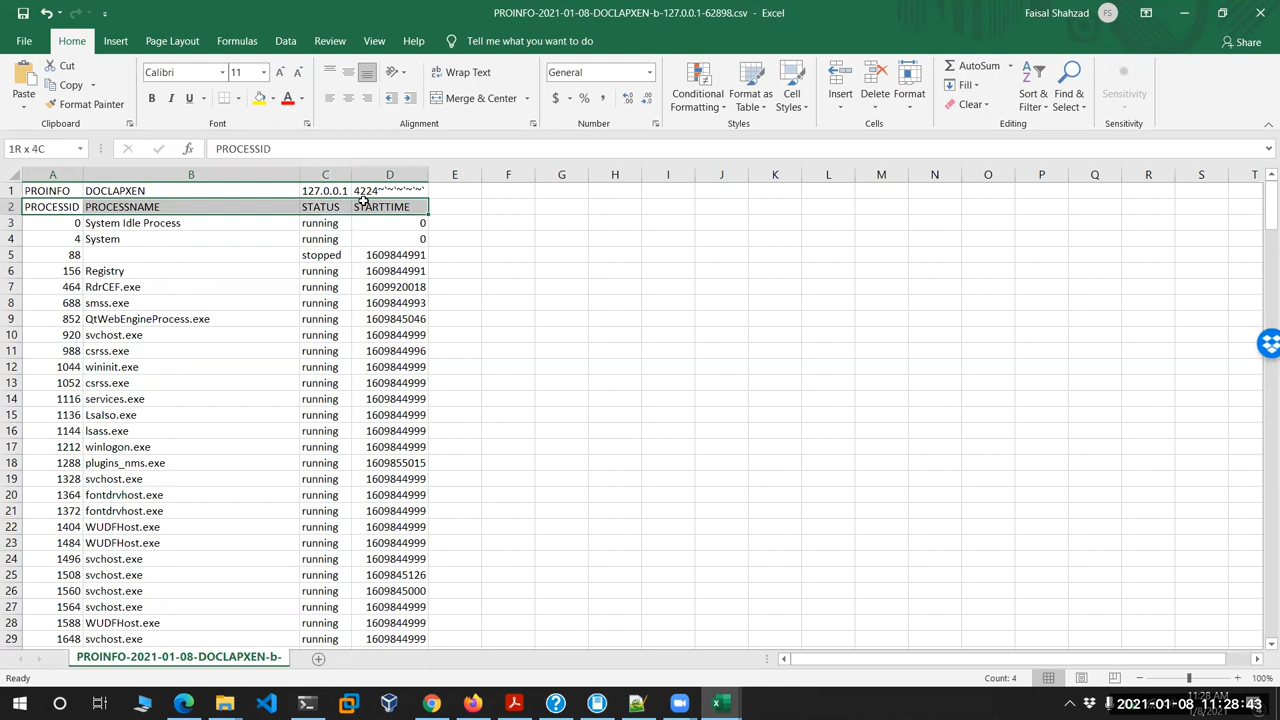 PROINFO-2021-01-08-DOCLAPXEN-b-127.0.0.1-62898.csv - Excel
Faisal Shahzad
FS
File Home Insert Page Layout Formulas Data Review View Help Tell me what you want to do
Share
Paste
Cut
Copy
Format Painter
Clipboard
Calibri 11
B I U
Font
Wrap Text
Merge & Center
Alignment
General
$ % ,
Number
Conditional Formatting
Format as Table
Cell Styles
Styles
Insert
Delete
Format
Cells
AutoSum
Fill
Clear
Sort & Filter
Find & Select
Editing
Sensitivity
Sensitivity
1R x 4C
fx
PROCESSID
A B C D E F G H I J K L M N O P Q R S T
1 PROINFO DOCLAPXEN 127.0.0.1 4224~`~`~`~`~`
2 PROCESSID PROCESSNAME STATUS STARTTIME
3 0 System Idle Process running 0
4 4 System running 0
5 88 stopped 1609844991
6 156 Registry running 1609844991
7 464 RdrCEF.exe running 1609920018
8 688 smss.exe running 1609844993
9 852 QtWebEngineProcess.exe running 1609845046
10 920 svchost.exe running 1609844999
11 988 csrss.exe running 1609844996
12 1044 wininit.exe running 1609844999
13 1052 csrss.exe running 1609844999
14 1116 services.exe running 1609844999
15 1136 LsaIso.exe running 1609844999
16 1144 lsass.exe running 1609844999
17 1212 winlogon.exe running 1609844999
18 1288 plugins_nms.exe running 1609855015
19 1328 svchost.exe running 1609844999
20 1364 fontdrvhost.exe running 1609844999
21 1372 fontdrvhost.exe running 1609844999
22 1404 WUDFHost.exe running 1609844999
23 1484 WUDFHost.exe running 1609844999
24 1496 svchost.exe running 1609844999
25 1508 svchost.exe running 1609845126
26 1560 svchost.exe running 1609845000
27 1564 svchost.exe running 1609844999
28 1588 WUDFHost.exe running 1609844999
29 1648 svchost.exe running 1609844999
PROINFO-2021-01-08-DOCLAPXEN-b-
Ready
Count: 4
100%
11:28 AM
2021-01-08 11:28:43
1/8/2021